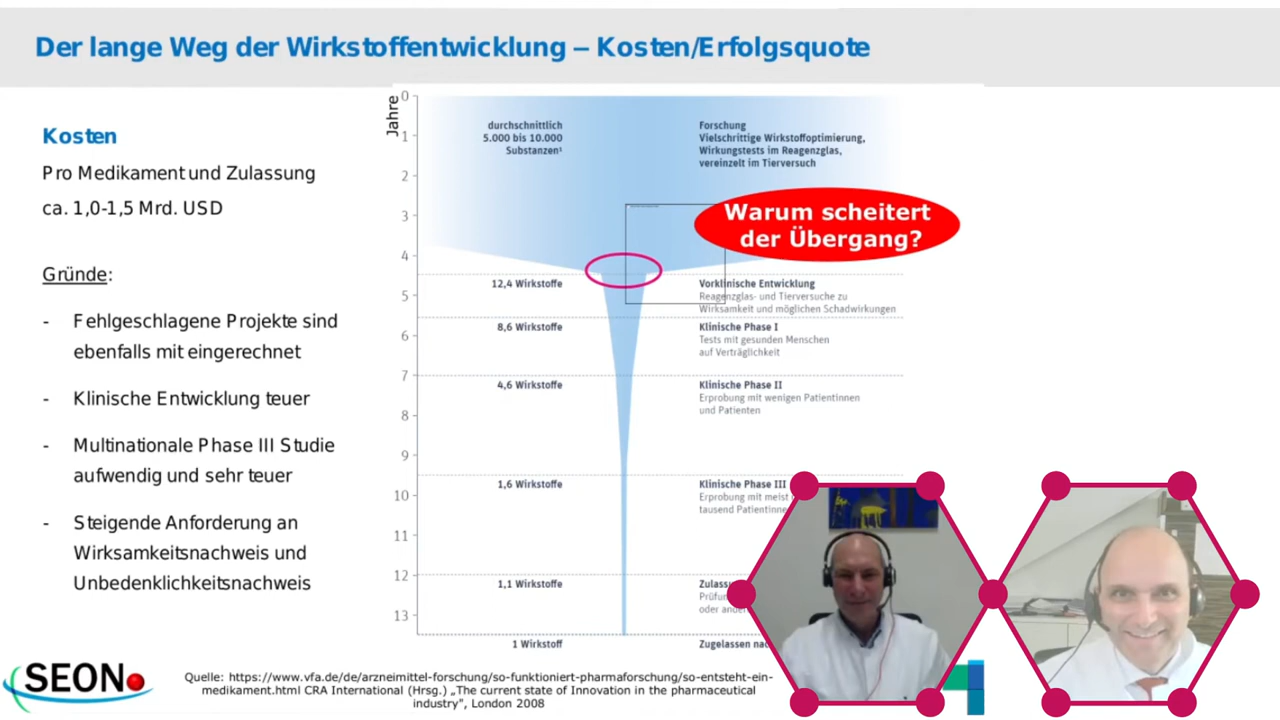 Der lange Weg der Wirkstoffentwicklung – Kosten/Erfolgsquote
Kosten
Pro Medikament und Zulassung
ca. 1,0-1,5 Mrd. USD
Gründe:
- Fehlgeschlagene Projekte sind
ebenfalls mit eingerechnet
- Klinische Entwicklung teuer
- Multinationale Phase III Studie
aufwendig und sehr teuer
- Steigende Anforderung an
Wirksamkeitsnachweis und
Unbedenklichkeitsnachweis
Jahre
0
1
2
3
4
5
6
7
8
9
10
11
12
13
durchschnittlich
5.000 bis 10.000
Substanzen¹
12,4 Wirkstoffe
8,6 Wirkstoffe
4,6 Wirkstoffe
1,6 Wirkstoffe
1,1 Wirkstoffe
1 Wirkstoff
Forschung
Vielschrittige Wirkstoffoptimierung,
Wirkungstests im Reagenzglas,
vereinzelt im Tierversuch
Warum scheitert
der Übergang?
Vorklinische Entwicklung
Reagenzglas- und Tierversuche zu
Wirksamkeit und möglichen Schadwirkungen
Klinische Phase I
Tests mit gesunden Menschen
auf Verträglichkeit
Klinische Phase II
Erprobung mit wenigen Patientinnen
und Patienten
Klinische Phase III
Erprobung mit meist
tausend
oder
Zugelassen
SEON
Quelle: https://www.vfa.de/de/arzneimittel-forschung/so-funktioniert-pharmaforschung/so-entsteht-ein-
medikament.html CRA International (Hrsg.) „The current state of Innovation in the pharmaceutical
industry", London 2008